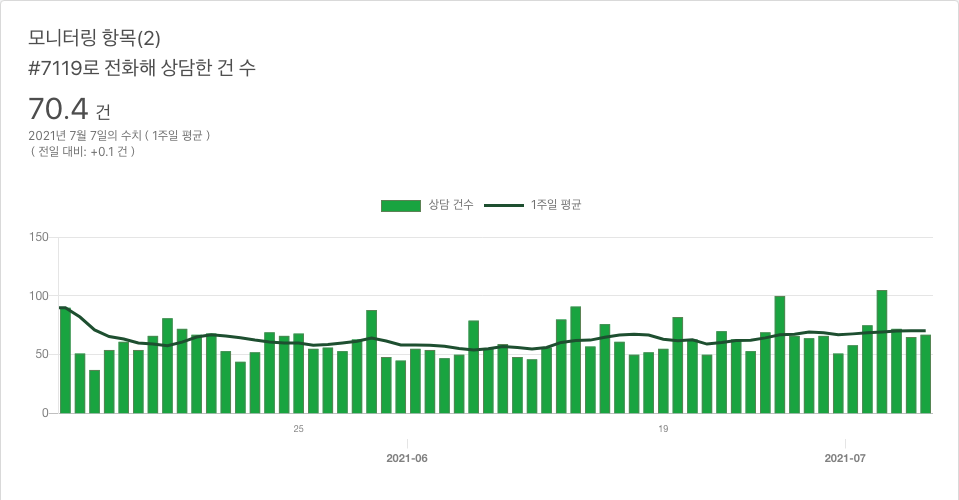 모니터링 항목(2)
#7119로 전화해 상담한 건 수
70.4 건
2021년 7월 7일의 수치 ( 1주일 평균 )
( 전일 대비: +0.1 건 )
상담 건수 1주일 평균
150
100
50
0
25 19
2021-06 2021-07